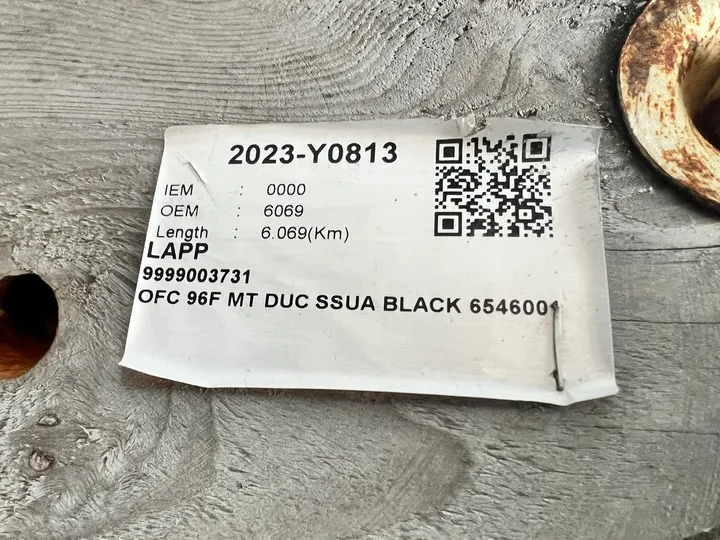 2023-Y0813
IEM : 0000
OEM : 6069
Length : 6.069(Km)
LAPP
9999003731
OFC 96F MT DUC SSUA BLACK 6546001